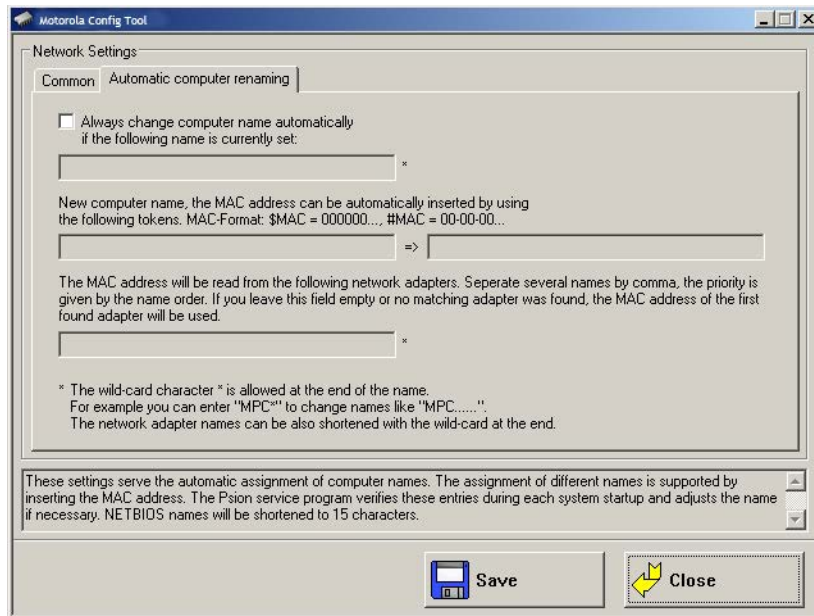 Motorola Config Tool
Network Settings
Common
Automatic computer renaming
Always change computer name automatically
if the following name is currently set:
*
New computer name, the MAC address can be automatically inserted by using
the following tokens. MAC-Format: $MAC = 000000..., #MAC = 00-00-00...
=>
The MAC address will be read from the following network adapters. Seperate several names by comma, the priority is
given by the name order. If you leave this field empty or no matching adapter was found, the MAC address of the first
found adapter will be used.
*
* The wild-card character * is allowed at the end of the name.
For example you can enter "MPC*" to change names like "MPC......".
The network adapter names can be also shortened with the wild-card at the end.
These settings serve the automatic assignment of computer names. The assignment of different names is supported by
inserting the MAC address. The Psion service program verifies these entries during each system startup and adjusts the name
if necessary. NETBIOS names will be shortened to 15 characters.
Save
Close